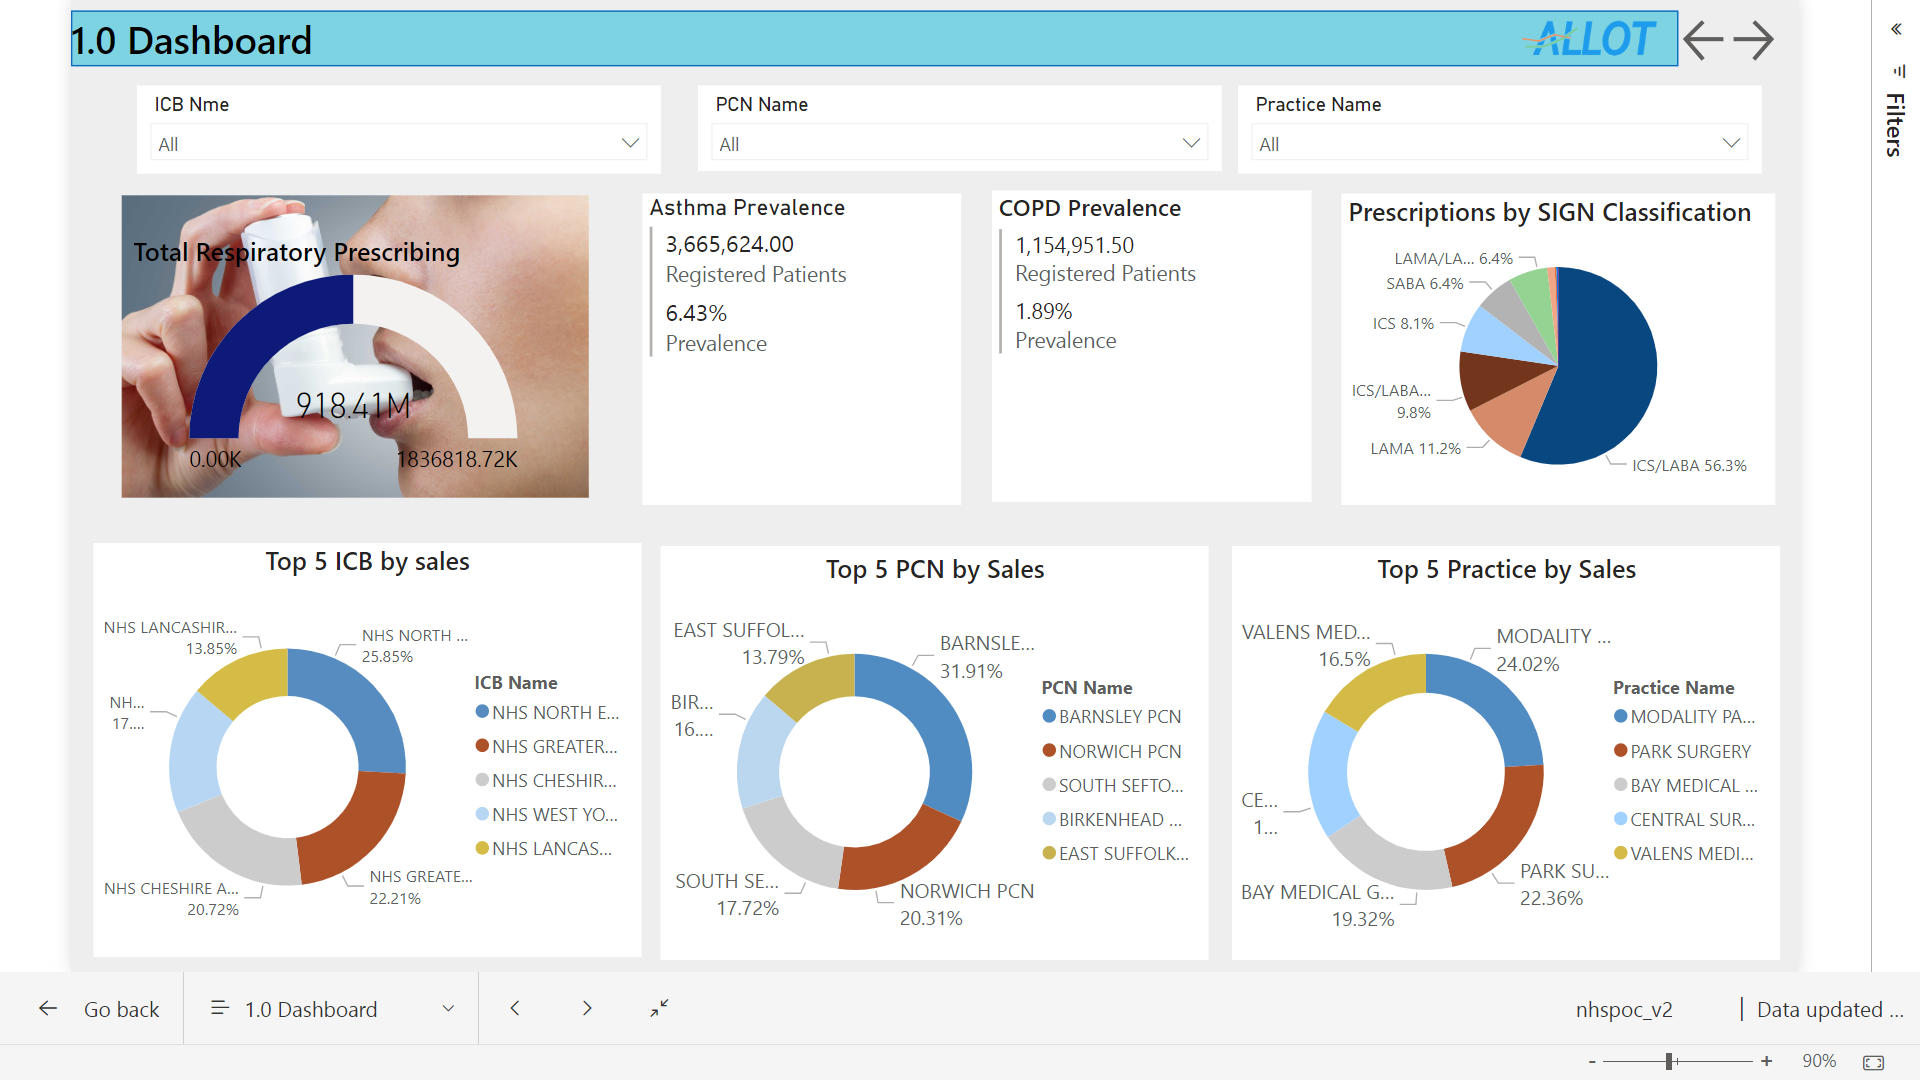 1.0 Dashboard
ALLOT
Filters
ICB Nme
All
PCN Name
All
Practice Name
All
Total Respiratory Prescribing
918.41M
0.00K
1836818.72K
Asthma Prevalence
3,665,624.00
Registered Patients
6.43%
Prevalence
COPD Prevalence
1,154,951.50
Registered Patients
1.89%
Prevalence
Prescriptions by SIGN Classification
LAMA/LA... 6.4%
SABA 6.4%
ICS 8.1%
ICS/LABA...
9.8%
LAMA 11.2%
ICS/LABA 56.3%
Top 5 ICB by sales
NHS LANCASHIR...
13.85%
NHS NORTH ...
25.85%
NH...
17....
NHS CHESHIRE A...
20.72%
NHS GREATE...
22.21%
ICB Name
NHS NORTH E...
NHS GREATER...
NHS CHESHIR...
NHS WEST YO...
NHS LANCAS...
Top 5 PCN by Sales
EAST SUFFOL...
13.79%
BARNSLE...
31.91%
BIR...
16....
SOUTH SE...
17.72%
NORWICH PCN
20.31%
PCN Name
BARNSLEY PCN
NORWICH PCN
SOUTH SEFTO...
BIRKENHEAD ...
EAST SUFFOLK...
Top 5 Practice by Sales
VALENS MED...
16.5%
MODALITY ...
24.02%
CE...
1...
BAY MEDICAL G...
19.32%
PARK SU...
22.36%
Practice Name
MODALITY PA...
PARK SURGERY
BAY MEDICAL ...
CENTRAL SUR...
VALENS MEDI...
Go back
1.0 Dashboard
nhspoc_v2
Data updated ...
- + 90%